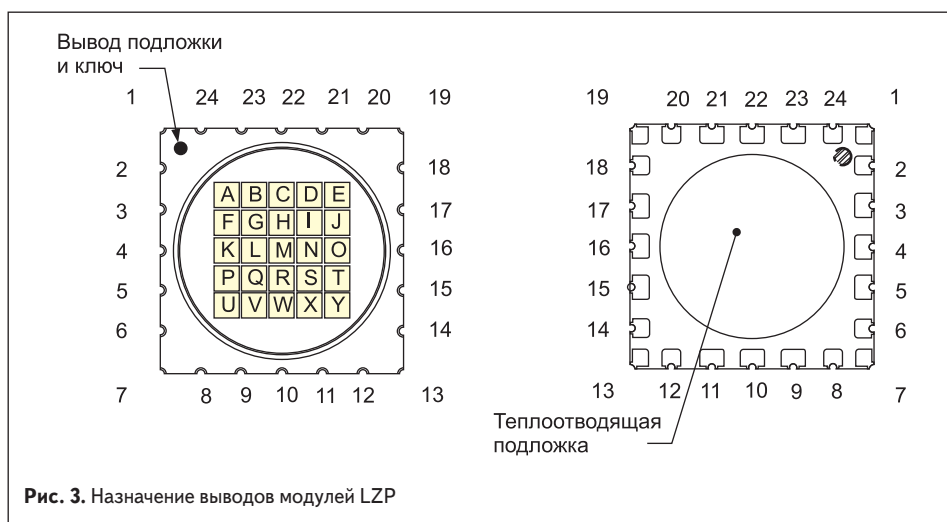 Вывод подложки
и ключ
1 24 23 22 21 20 19
2 18
3 17
4 16
5 15
6 14
7 8 9 10 11 12 13
A B C D E
F G H I J
K L M N O
P Q R S T
U V W X Y
19 20 21 22 23 24 1
18 2
17 3
16 4
15 5
14 6
13 12 11 10 9 8 7
Теплоотводящая
подложка
Рис. 3. Назначение выводов модулей LZP